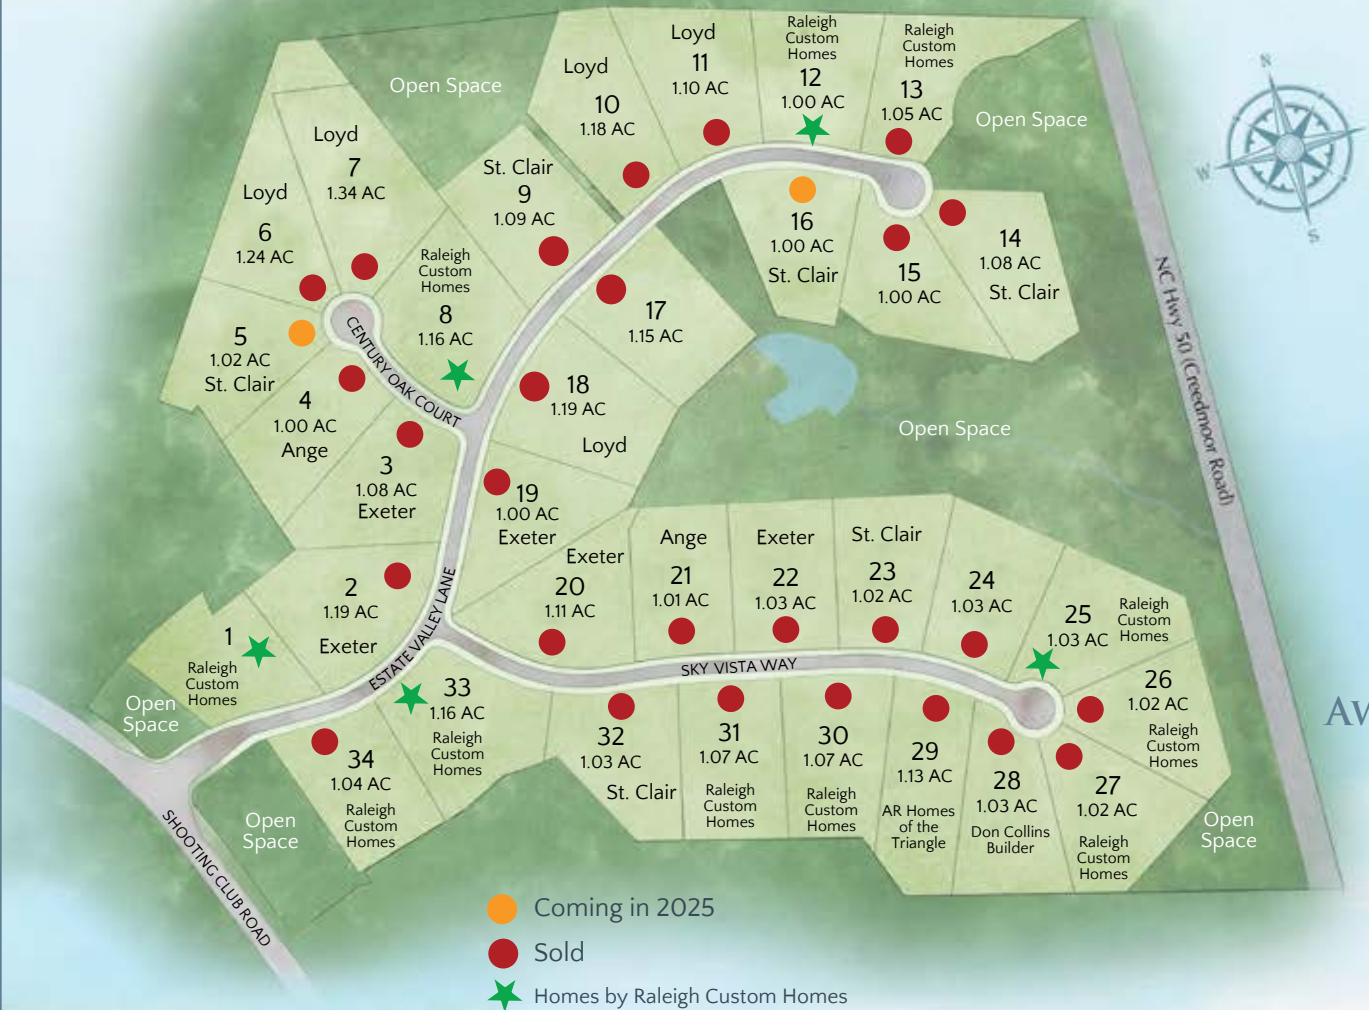 Loyd
11
1.10 AC
Raleigh
Custom
Homes
12
1.00 AC
Raleigh
Custom
Homes
13
1.05 AC
Loyd
10
1.18 AC
Open Space
Open Space
Loyd
7
1.34 AC
St. Clair
9
1.09 AC
Loyd
6
1.24 AC
Raleigh
Custom
Homes
8
1.16 AC
16
1.00 AC
St. Clair
15
1.00 AC
14
1.08 AC
St. Clair
N
W
S
17
1.15 AC
5
1.02 AC
St. Clair
CENTURY OAK COURT
4
1.00 AC
Ange
18
1.19 AC
Loyd
Open Space
NC Hwy 50 (Creedmoor Road)
3
1.08 AC
Exeter
19
1.00 AC
Exeter
Exeter
20
1.11 AC
Ange
21
1.01 AC
Exeter
22
1.03 AC
St. Clair
23
1.02 AC
24
1.03 AC
25
1.03 AC
Raleigh
Custom
Homes
2
1.19 AC
Exeter
ESTATE VALLEY LANE
1
Raleigh
Custom
Homes
SKY VISTA WAY
Open
Space
33
1.16 AC
Raleigh
Custom
Homes
26
1.02 AC
Raleigh
Custom
Homes
AW
34
1.04 AC
Raleigh
Custom
Homes
32
1.03 AC
St. Clair
31
1.07 AC
Raleigh
Custom
Homes
30
1.07 AC
Raleigh
Custom
Homes
29
1.13 AC
AR Homes
of the
Triangle
28
1.03 AC
Don Collins
Builder
27
1.02 AC
Raleigh
Custom
Homes
Open
Space
Open
Space
SHOOTING CLUB ROAD
Coming in 2025
Sold
Homes by Raleigh Custom Homes